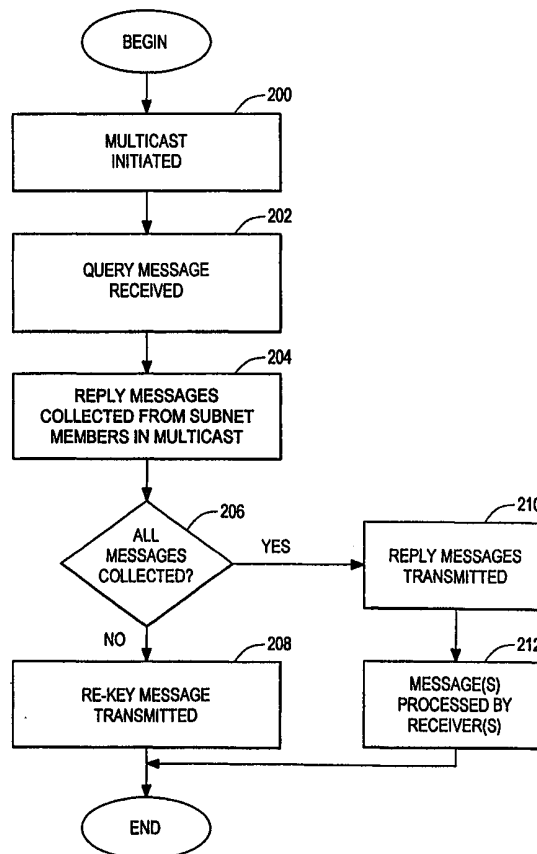 BEGIN
200
MULTICAST
INITIATED
202
QUERY MESSAGE
RECEIVED
204
REPLY MESSAGES
COLLECTED FROM SUBNET
MEMBERS IN MULTICAST
206
ALL
MESSAGES
COLLECTED?
YES
210
REPLY MESSAGES
TRANSMITTED
NO
208
RE-KEY MESSAGE
TRANSMITTED
212
MESSAGE(S)
PROCESSED BY
RECEIVER(S)
END